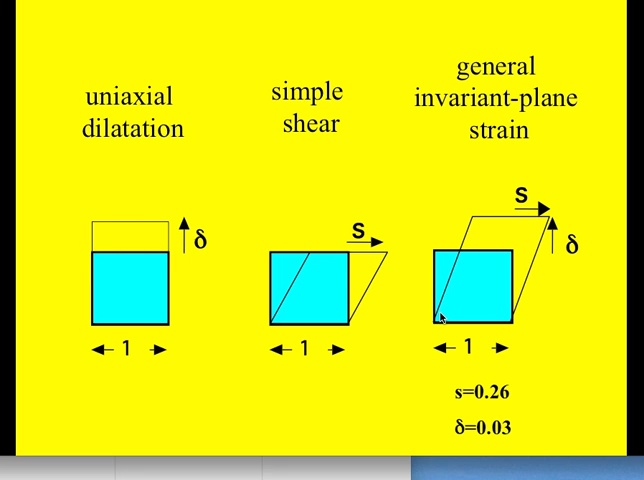 uniaxial
dilatation
simple
shear
general
invariant-plane
strain
δ
S
S
δ
1
1
1
s=0.26
δ=0.03